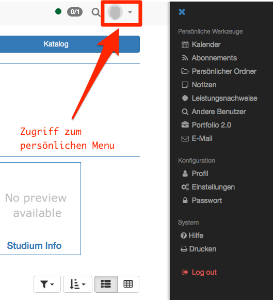 0/1
Katalog
Zugriff zum
persönlichen Menu
No preview
available
Studium Info
Persönliche Werkzeuge
Kalender
Abonnements
Persönlicher Ordner
Notizen
Leistungsnachweise
Andere Benutzer
Portfolio 2.0
E-Mail
Konfiguration
Profil
Einstellungen
Passwort
System
Hilfe
Drucken
Log out